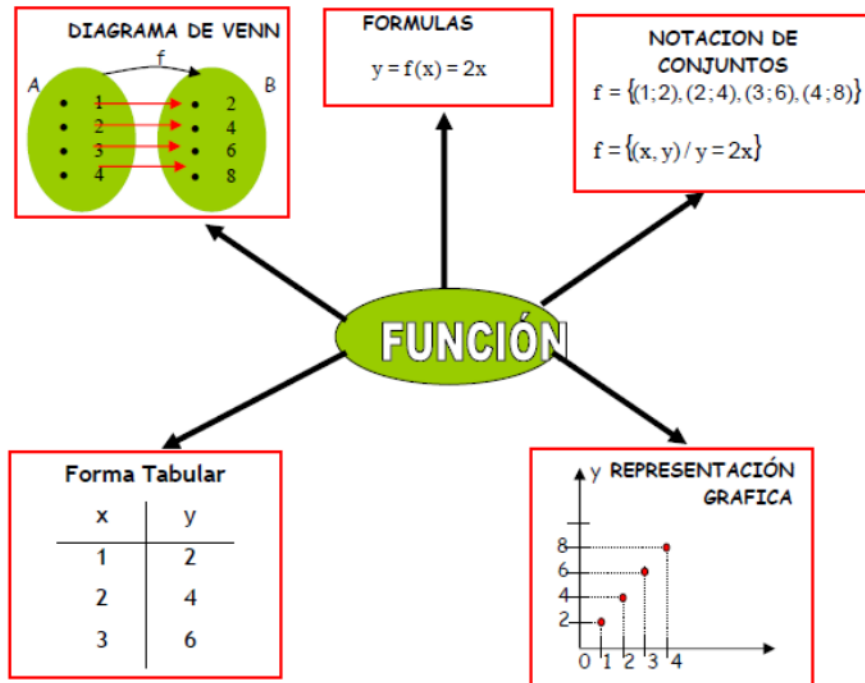 DIAGRAMA DE VENN
f
A
B
1
2
3
4
2
4
6
8
FORMULAS
y = f(x) = 2x
NOTACION DE
CONJUNTOS
f = {(1;2),(2;4),(3;6),(4;8)}
f = {(x, y) / y = 2x}
FUNCIÓN
Forma Tabular
x y
1 2
2 4
3 6
y REPRESENTACIÓN
GRAFICA
8
6
4
2
0 1 2 3 4